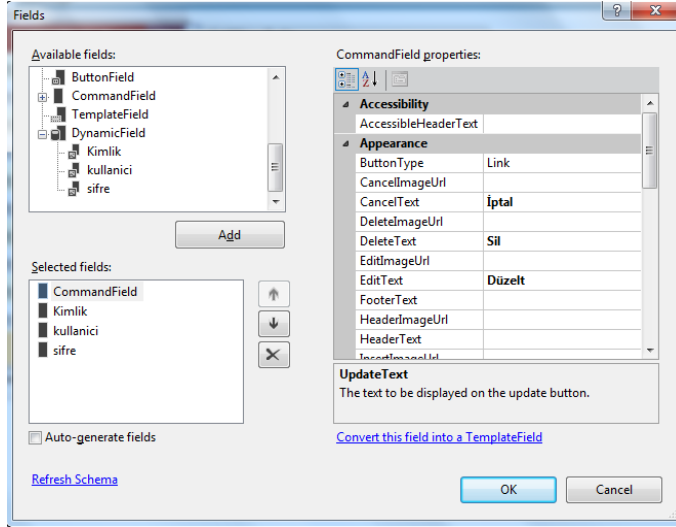 Fields
Available fields:
ButtonField
CommandField
TemplateField
DynamicField
Kimlik
kullanici
sifre
Add
Selected fields:
CommandField
Kimlik
kullanici
sifre
Auto-generate fields
Refresh Schema
CommandField properties:
Accessibility
AccessibleHeaderText
Appearance
ButtonType Link
CancelImageUrl
CancelText İptal
DeleteImageUrl
DeleteText Sil
EditImageUrl
EditText Düzelt
FooterText
HeaderImageUrl
HeaderText
InsertImageUrl
UpdateText
The text to be displayed on the update button.
Convert this field into a TemplateField
OK Cancel